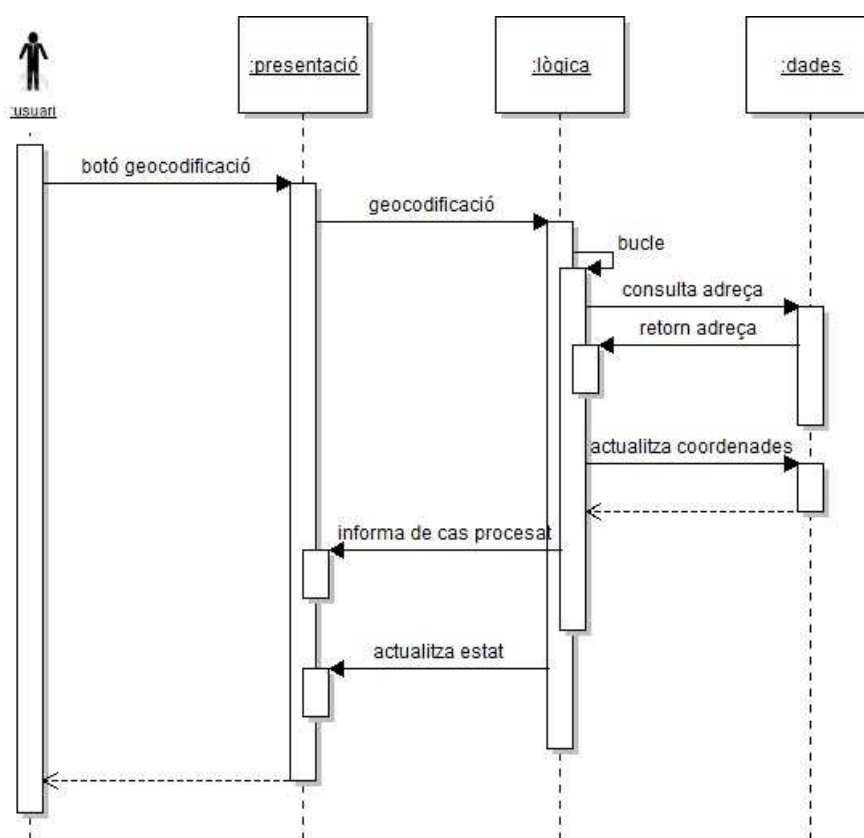 :presentació
:lògica
:dades
:usuari
botó geocodificació
geocodificació
bucle
consulta adreça
retorn adreça
actualitza coordenades
informa de cas procesat
actualitza estat